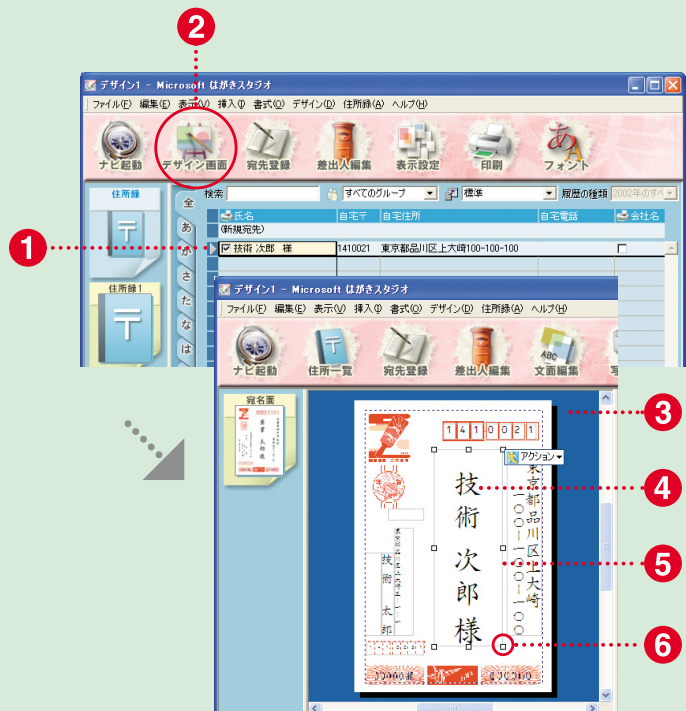 2
デザイン1 - Microsoft はがきスタジオ
ファイル(F) 編集(E) 表示(V) 挿入(I) 書式(O) デザイン(D) 住所録(A) ヘルプ(H)
ナビ起動 デザイン画面 宛先登録 差出人編集 表示設定 印刷 フォント
住所録
全 検索 すべてのグループ 標準 履歴の種類 2002年のすべ
あ 氏名 自宅〒 自宅住所 自宅電話 会社名
(新規宛先)
1
か 技術 次郎 様 1410021 東京都品川区上大崎100-100-100
さ
住所録1
た
な
は
デザイン1 - Microsoft はがきスタジオ
ファイル(F) 編集(E) 表示(V) 挿入(I) 書式(O) デザイン(D) 住所録(A) ヘルプ(H)
ナビ起動 住所一覧 宛先登録 差出人編集 文面編集
宛名面
3
1410021
アクション
東京都品川区上大崎
一〇〇-一〇〇-一〇〇
4
技術 次郎 様
5
技術 太郎
6